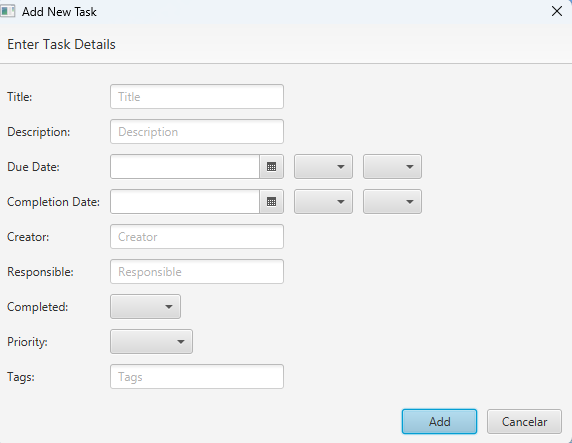 Add New Task
Enter Task Details
Title: Title
Description: Description
Due Date:
Completion Date:
Creator: Creator
Responsible: Responsible
Completed:
Priority:
Tags: Tags
Add Cancelar